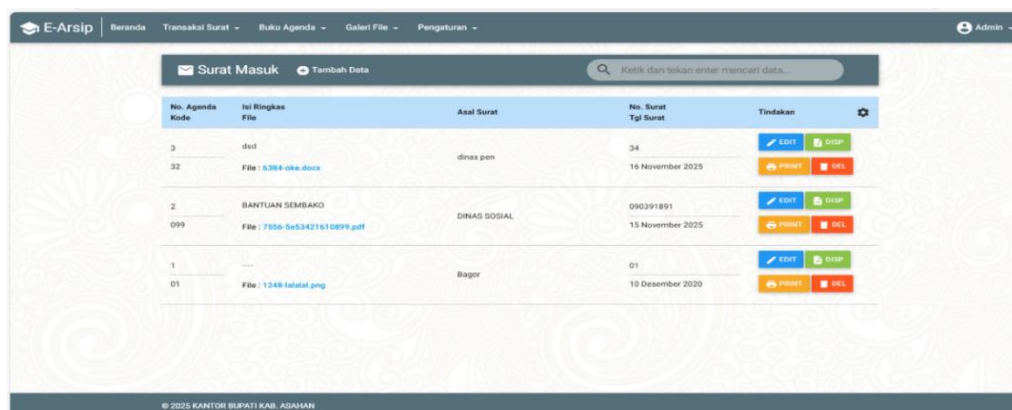 E-Arsip Beranda Transaksi Surat Buku Agenda Galeri File Pengaturan Admin
Surat Masuk Tambah Data Ketik dan tekan enter mencari data...
No. Agenda Isi Ringkas Asal Surat No. Surat Tindakan
Kode File Tgl Surat
3 dsd dinas pen 34 EDIT DISP
32 File : 6384-oke.docx 16 November 2025 PRINT DEL
2 BANTUAN SEMBAKO DINAS SOSIAL 090391891 EDIT DISP
099 File : 7556-5e53421610899.pdf 15 November 2025 PRINT DEL
1 .... Bagor 01 EDIT DISP
01 File : 1248-lalalal.png 10 Desember 2020 PRINT DEL
© 2025 KANTOR BUPATI KAB. ASAHAN